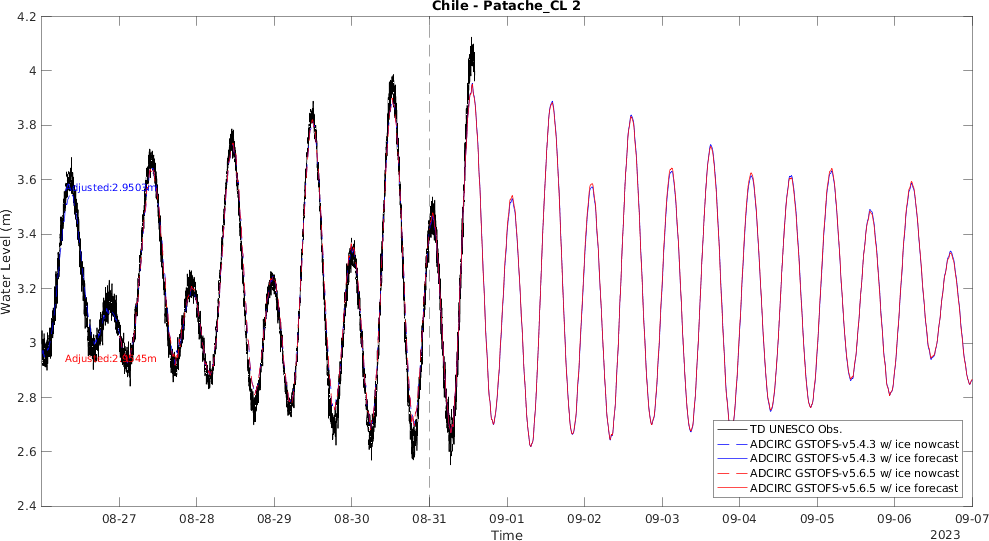 Chile - Patache_CL 2
4.2
4
3.8
3.6
3.4
3.2
3
2.8
2.6
2.4
Water Level (m)
Adjusted:2.9503m
TD UNESCO Obs.
ADCIRC GSTOFS-v5.4.3 w/ ice nowcast
ADCIRC GSTOFS-v5.4.3 w/ ice forecast
ADCIRC GSTOFS-v5.6.5 w/ ice nowcast
ADCIRC GSTOFS-v5.6.5 w/ ice forecast
08-27 08-28 08-29 08-30 08-31 09-01 09-02 09-03 09-04 09-05 09-06 09-07
Time
2023